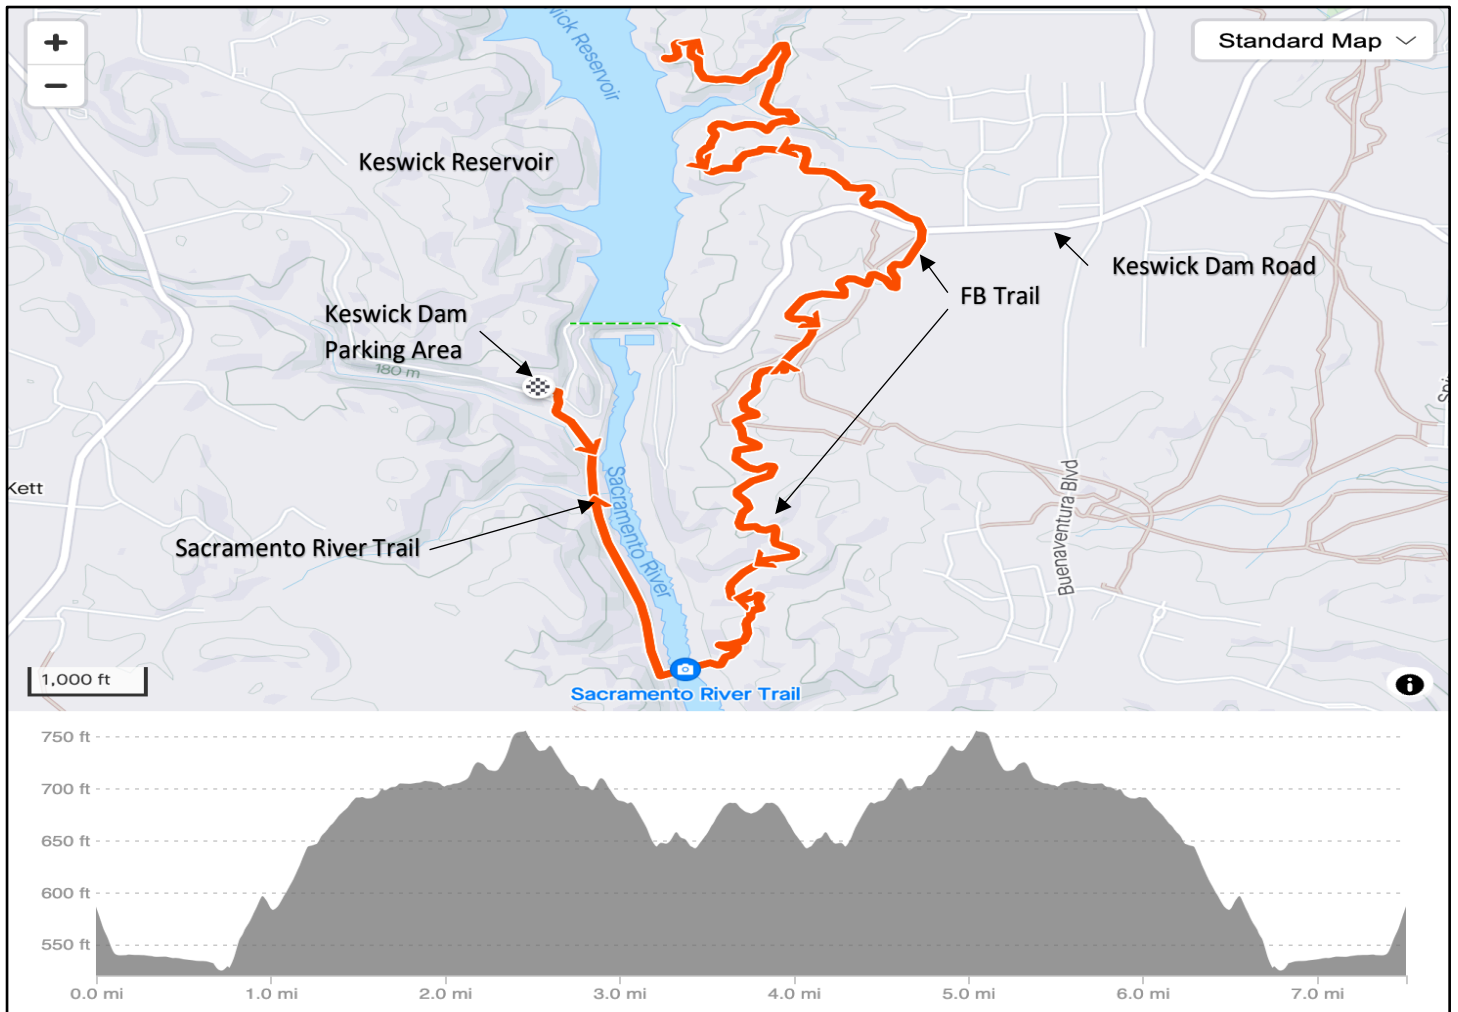 +
−
Standard Map
wick Reservoir
Keswick Reservoir
Keswick Dam Road
FB Trail
Keswick Dam
Parking Area
180 m
Kett
Sacramento River Trail
Sacramento River
Buenaventura Blvd
1,000 ft
Sacramento River Trail
750 ft
700 ft
650 ft
600 ft
550 ft
0.0 mi
1.0 mi
2.0 mi
3.0 mi
4.0 mi
5.0 mi
6.0 mi
7.0 mi